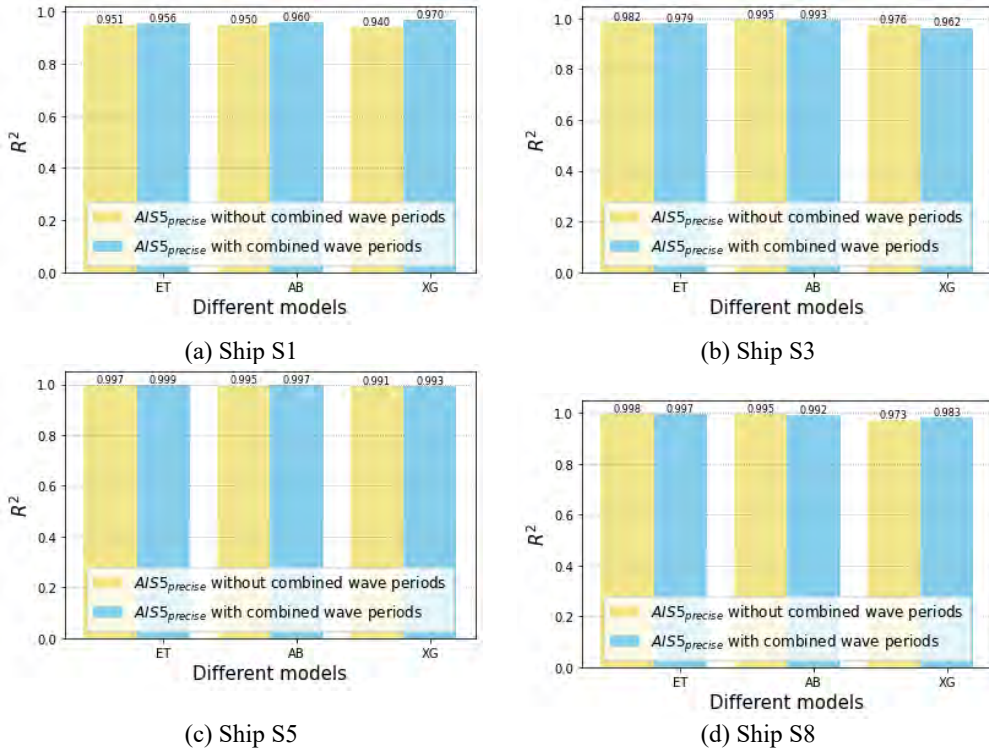 0.951 0.956 0.950 0.960 0.940 0.970
1.0
0.8
0.6
0.4
0.2
0.0
R²
AIS5precise without combined wave periods
AIS5precise with combined wave periods
ET AB XG
Different models
(a) Ship S1
0.982 0.979 0.995 0.993 0.976 0.962
1.0
0.8
0.6
0.4
0.2
0.0
R²
AIS5precise without combined wave periods
AIS5precise with combined wave periods
ET AB XG
Different models
(b) Ship S3
0.997 0.999 0.995 0.997 0.991 0.993
1.0
0.8
0.6
0.4
0.2
0.0
R²
AIS5precise without combined wave periods
AIS5precise with combined wave periods
ET AB XG
Different models
(c) Ship S5
0.998 0.997 0.995 0.992 0.973 0.983
1.0
0.8
0.6
0.4
0.2
0.0
R²
AIS5precise without combined wave periods
AIS5precise with combined wave periods
ET AB XG
Different models
(d) Ship S8